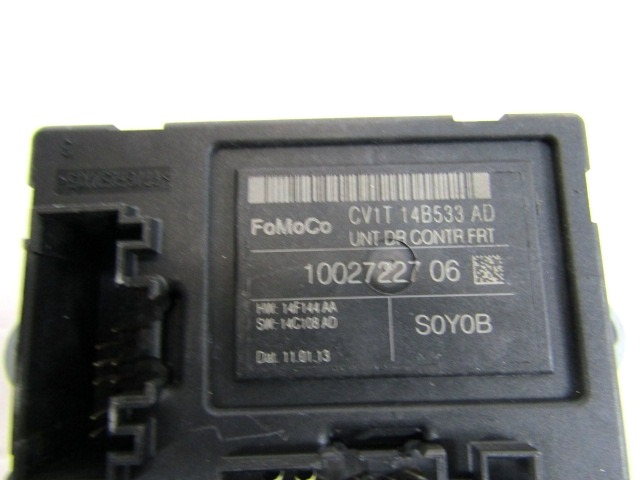 FoMoCo CV1T 14B533 AD
UNT DR CONTR FRT
10027227 06
HW: 14F144 AA
SW: 14C108 AD
S0Y0B
Dat. 11.01.13